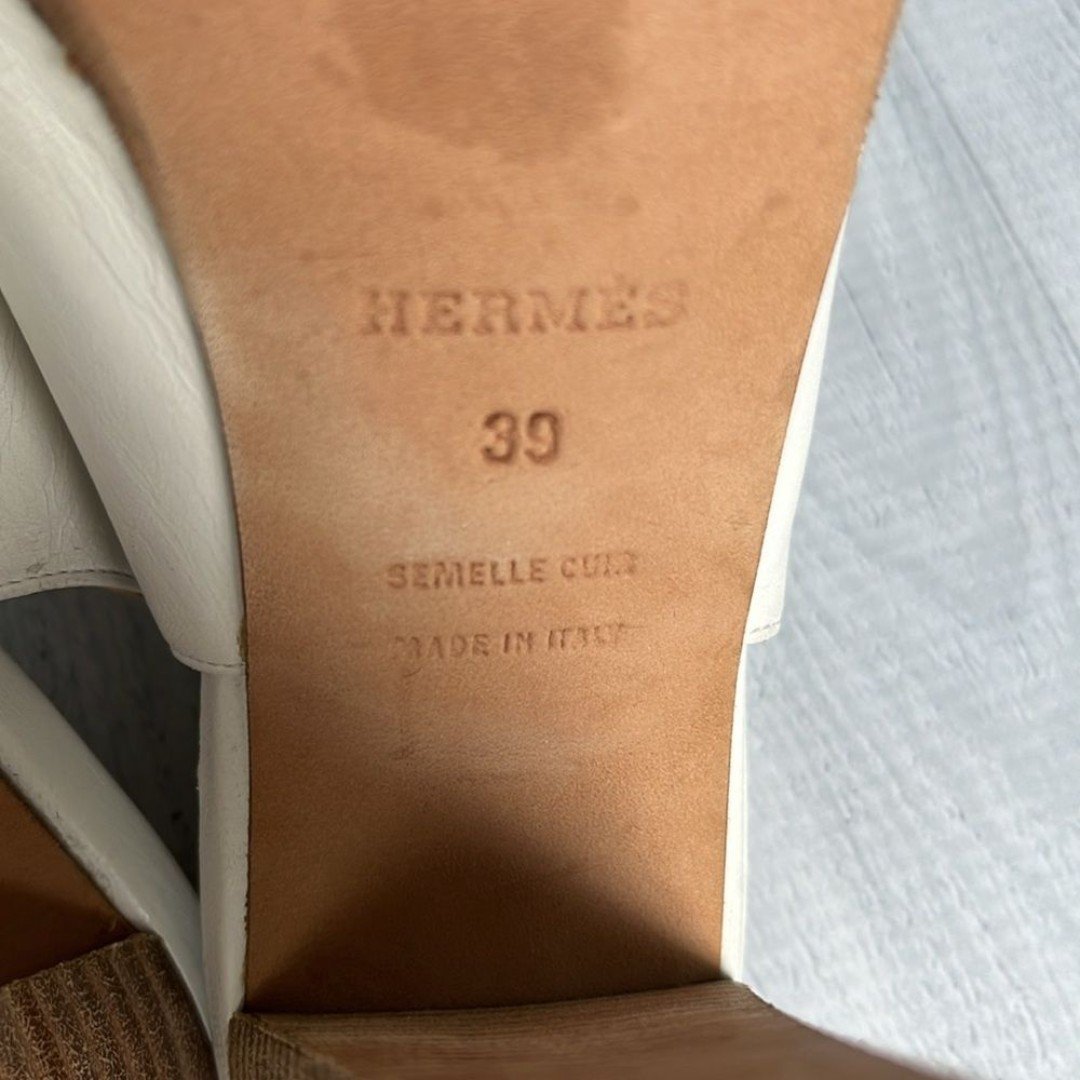 HERMÈS
39
SEMELLE CUIR
MADE IN ITALY